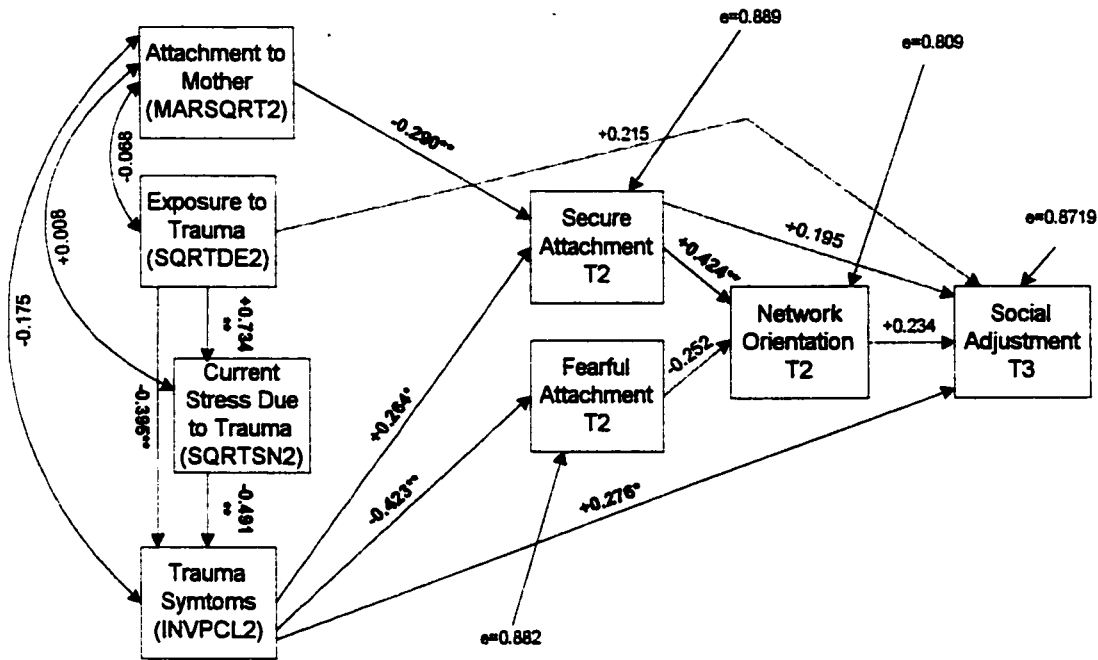 e=0.889
e=0.809
Attachment to
Mother
(MARSQRT2)
-0.290**
+0.215
-0.068
Exposure to
Trauma
(SQRTDE2)
Secure
Attachment
T2
+0.195
e=0.8719
+0.008
+0.424**
-0.175
+0.734
**
Network
Orientation
T2
+0.234
Social
Adjustment
T3
Current
Stress Due
to Trauma
(SQRTSN2)
Fearful
Attachment
T2
-0.252
+0.264*
-0.491
**
-0.423**
+0.276*
Trauma
Symtoms
(INVPCL2)
e=0.882